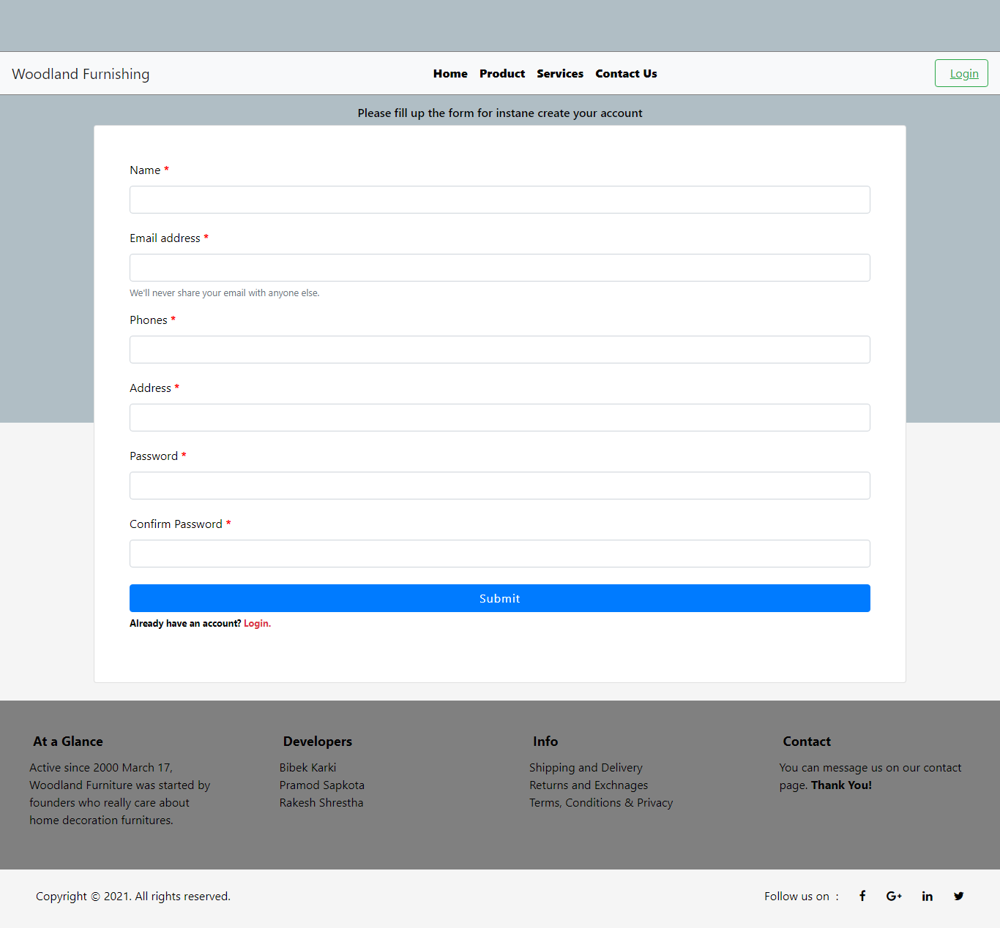 Woodland Furnishing Home Product Services Contact Us Login
Please fill up the form for instane create your account
Name *
Email address *
We'll never share your email with anyone else.
Phones *
Address *
Password *
Confirm Password *
Submit
Already have an account? Login.
At a Glance
Active since 2000 March 17,
Woodland Furniture was started by
founders who really care about
home decoration furnitures.
Developers
Bibek Karki
Pramod Sapkota
Rakesh Shrestha
Info
Shipping and Delivery
Returns and Exchnages
Terms, Conditions & Privacy
Contact
You can message us on our contact
page. Thank You!
Copyright © 2021. All rights reserved.
Follow us on :